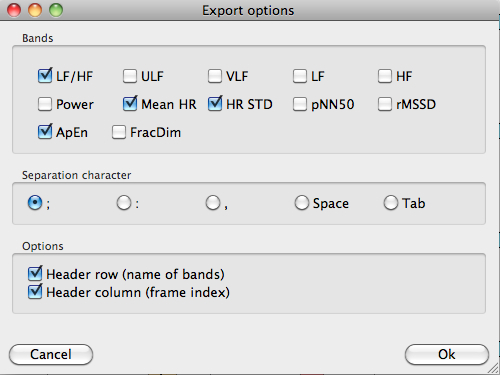 Export options
Bands
LF/HF ULF VLF LF HF
Power Mean HR HR STD pNN50 rMSSD
ApEn FracDim
Separation character
; : , Space Tab
Options
Header row (name of bands)
Header column (frame index)
Cancel Ok